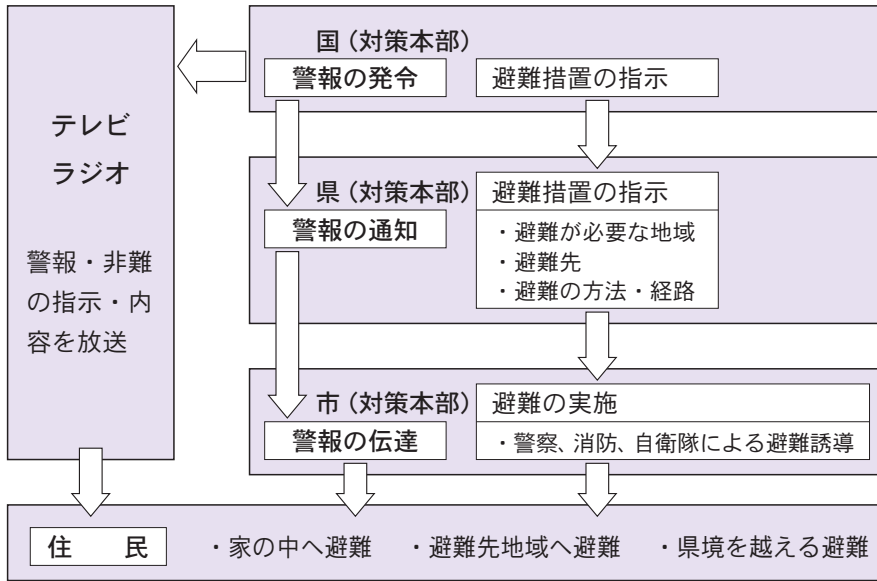 国（対策本部）
警報の発令
避難措置の指示
テレビ
ラジオ
警報・非難
の指示・内
容を放送
県（対策本部）
警報の通知
避難措置の指示
・避難が必要な地域
・避難先
・避難の方法・経路
市（対策本部）
警報の伝達
避難の実施
・警察、消防、自衛隊による避難誘導
住　民
・家の中へ避難　・避難先地域へ避難　・県境を越える避難